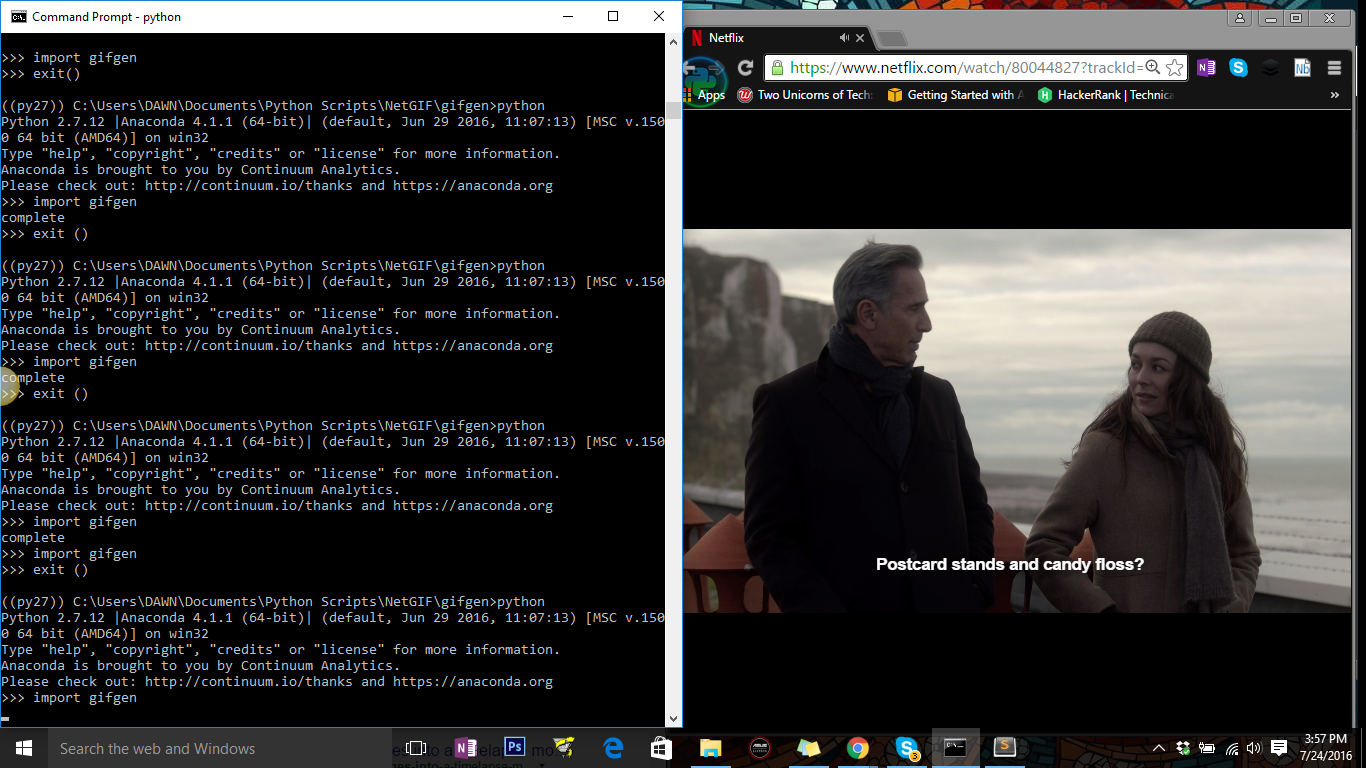 Command Prompt - python
>>> import gifgen
>>> exit()
((py27)) C:\Users\DAWN\Documents\Python Scripts\NetGIF\gifgen>python
Python 2.7.12 |Anaconda 4.1.1 (64-bit)| (default, Jun 29 2016, 11:07:13) [MSC v.150
0 64 bit (AMD64)] on win32
Type "help", "copyright", "credits" or "license" for more information.
Anaconda is brought to you by Continuum Analytics.
Please check out: http://continuum.io/thanks and https://anaconda.org
>>> import gifgen
complete
>>> exit ()
((py27)) C:\Users\DAWN\Documents\Python Scripts\NetGIF\gifgen>python
Python 2.7.12 |Anaconda 4.1.1 (64-bit)| (default, Jun 29 2016, 11:07:13) [MSC v.150
0 64 bit (AMD64)] on win32
Type "help", "copyright", "credits" or "license" for more information.
Anaconda is brought to you by Continuum Analytics.
Please check out: http://continuum.io/thanks and https://anaconda.org
>>> import gifgen
complete
>>> exit ()
((py27)) C:\Users\DAWN\Documents\Python Scripts\NetGIF\gifgen>python
Python 2.7.12 |Anaconda 4.1.1 (64-bit)| (default, Jun 29 2016, 11:07:13) [MSC v.150
0 64 bit (AMD64)] on win32
Type "help", "copyright", "credits" or "license" for more information.
Anaconda is brought to you by Continuum Analytics.
Please check out: http://continuum.io/thanks and https://anaconda.org
>>> import gifgen
complete
>>> import gifgen
>>> exit ()
((py27)) C:\Users\DAWN\Documents\Python Scripts\NetGIF\gifgen>python
Python 2.7.12 |Anaconda 4.1.1 (64-bit)| (default, Jun 29 2016, 11:07:13) [MSC v.150
0 64 bit (AMD64)] on win32
Type "help", "copyright", "credits" or "license" for more information.
Anaconda is brought to you by Continuum Analytics.
Please check out: http://continuum.io/thanks and https://anaconda.org
>>> import gifgen
Netflix
https://www.netflix.com/watch/80044827?trackId=
Apps Two Unicorns of Tech Getting Started with HackerRank | Technica »
Postcard stands and candy floss?
Search the web and Windows
3:57 PM
7/24/2016